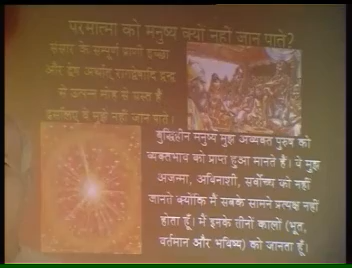 परमात्मा को मनुष्य क्यों नहीं जान पाते?
संसार के सम्पूर्ण प्राणी इच्छा
और द्वेष अर्थात् रागद्वेषादि द्वन्द्व
से उत्पन्न मोह से ग्रस्त हैं
इसलिए वे मुझे नहीं जान पाते।
बुद्धिहीन मनुष्य मुझ अव्यक्त पुरुष को
व्यक्तभाव को प्राप्त हुआ मानते हैं। वे मुझ
अजन्मा, अविनाशी, सर्वोच्च को नहीं
जानते क्योंकि मैं सबके सामने प्रत्यक्ष नहीं
होता हूँ। मैं इनके तीनों कालों (भूत,
वर्तमान और भविष्य) को जानता हूँ।